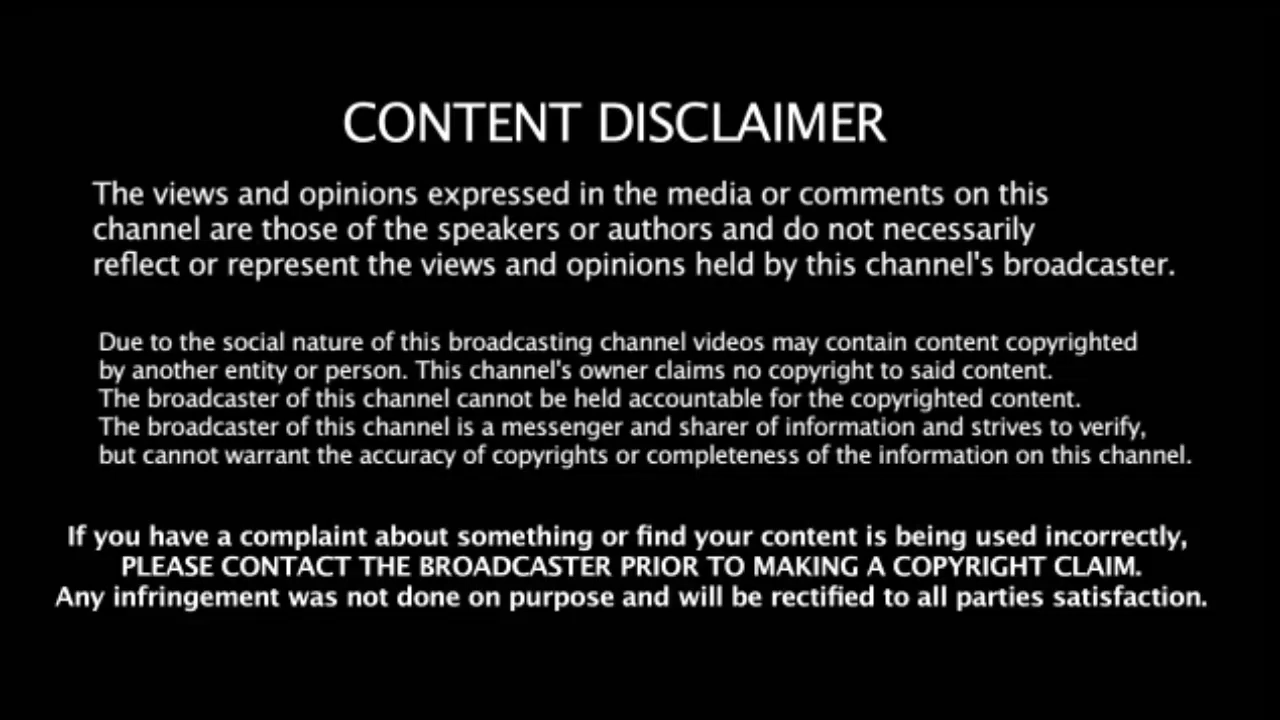 CONTENT DISCLAIMER
The views and opinions expressed in the media or comments on this
channel are those of the speakers or authors and do not necessarily
reflect or represent the views and opinions held by this channel's broadcaster.
Due to the social nature of this broadcasting channel videos may contain content copyrighted
by another entity or person. This channel's owner claims no copyright to said content.
The broadcaster of this channel cannot be held accountable for the copyrighted content.
The broadcaster of this channel is a messenger and sharer of information and strives to verify,
but cannot warrant the accuracy of copyrights or completeness of the information on this channel.
If you have a complaint about something or find your content is being used incorrectly,
PLEASE CONTACT THE BROADCASTER PRIOR TO MAKING A COPYRIGHT CLAIM.
Any infringement was not done on purpose and will be rectified to all parties satisfaction.